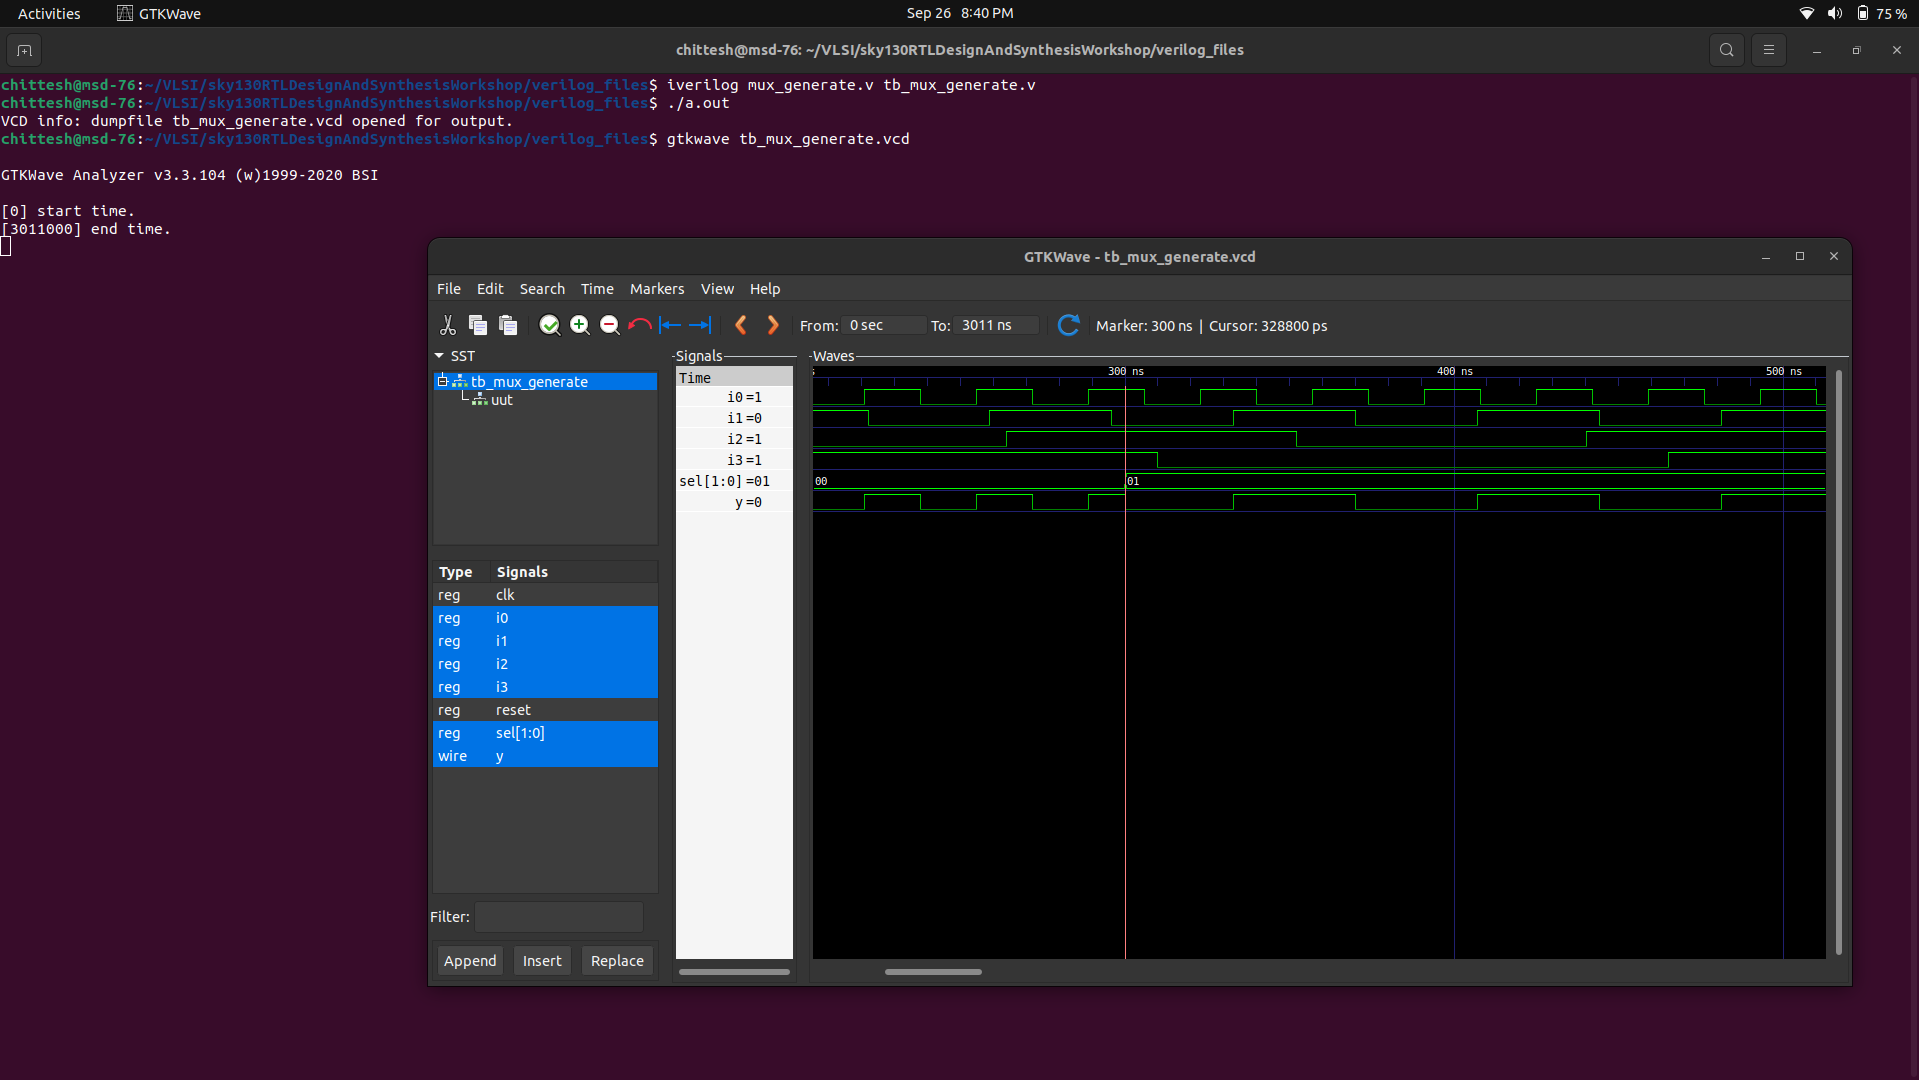 Activities GTKWave Sep 26 8:40 PM 75 %
chittesh@msd-76: ~/VLSI/sky130RTLDesignAndSynthesisWorkshop/verilog_files
chittesh@msd-76:~/VLSI/sky130RTLDesignAndSynthesisWorkshop/verilog_files$ iverilog mux_generate.v tb_mux_generate.v
chittesh@msd-76:~/VLSI/sky130RTLDesignAndSynthesisWorkshop/verilog_files$ ./a.out
VCD info: dumpfile tb_mux_generate.vcd opened for output.
chittesh@msd-76:~/VLSI/sky130RTLDesignAndSynthesisWorkshop/verilog_files$ gtkwave tb_mux_generate.vcd
GTKWave Analyzer v3.3.104 (w)1999-2020 BSI
[0] start time.
[3011000] end time.
GTKWave - tb_mux_generate.vcd
File Edit Search Time Markers View Help
From: 0 sec To: 3011 ns Marker: 300 ns | Cursor: 328800 ps
SST
tb_mux_generate
uut
Type Signals
reg clk
reg i0
reg i1
reg i2
reg i3
reg reset
reg sel[1:0]
wire y
Filter:
Append Insert Replace
Signals
Time
i0 =1
i1 =0
i2 =1
i3 =1
sel[1:0] =01
y =0
Waves
300 ns 400 ns 500 ns
00 01